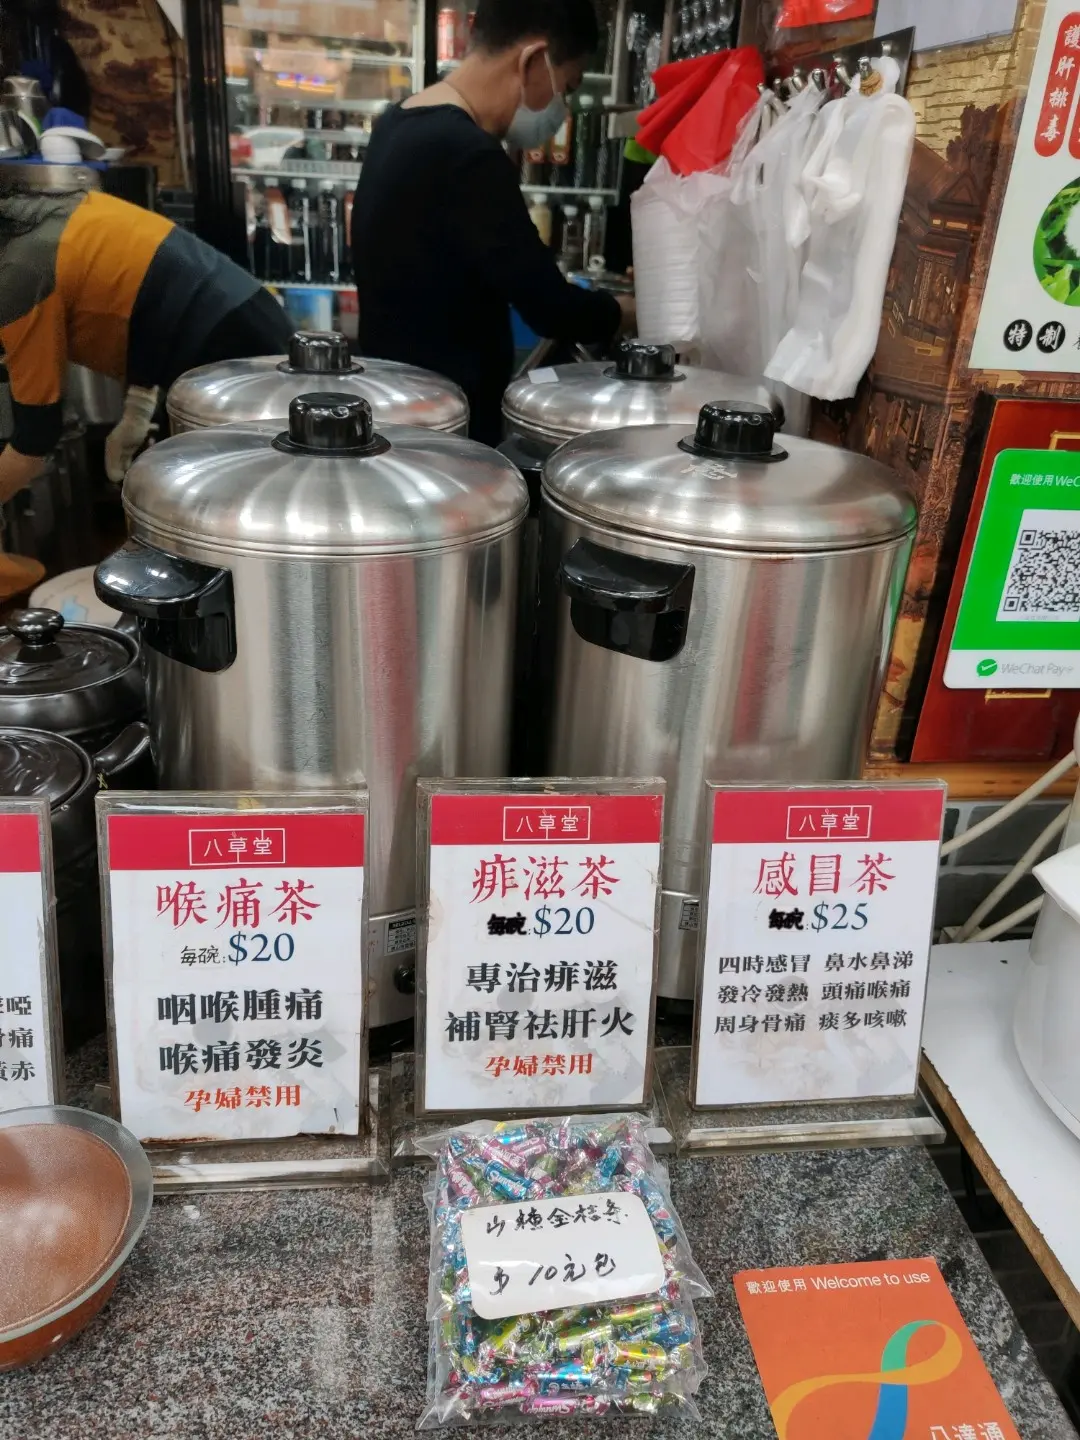 護肝排毒
特制
歡迎使用WeC
WeChat Pay
八草堂
喉痛茶
每碗:$20
咽喉腫痛
喉痛發炎
孕婦禁用
八草堂
痱滋茶
每碗:$20
專治痱滋
補腎祛肝火
孕婦禁用
八草堂
感冒茶
每碗:$25
四時感冒 鼻水鼻涕
發冷發熱 頭痛喉痛
周身骨痛 痰多咳嗽
啞
痛
赤
$10元包
歡迎使用 Welcome to use
八達通